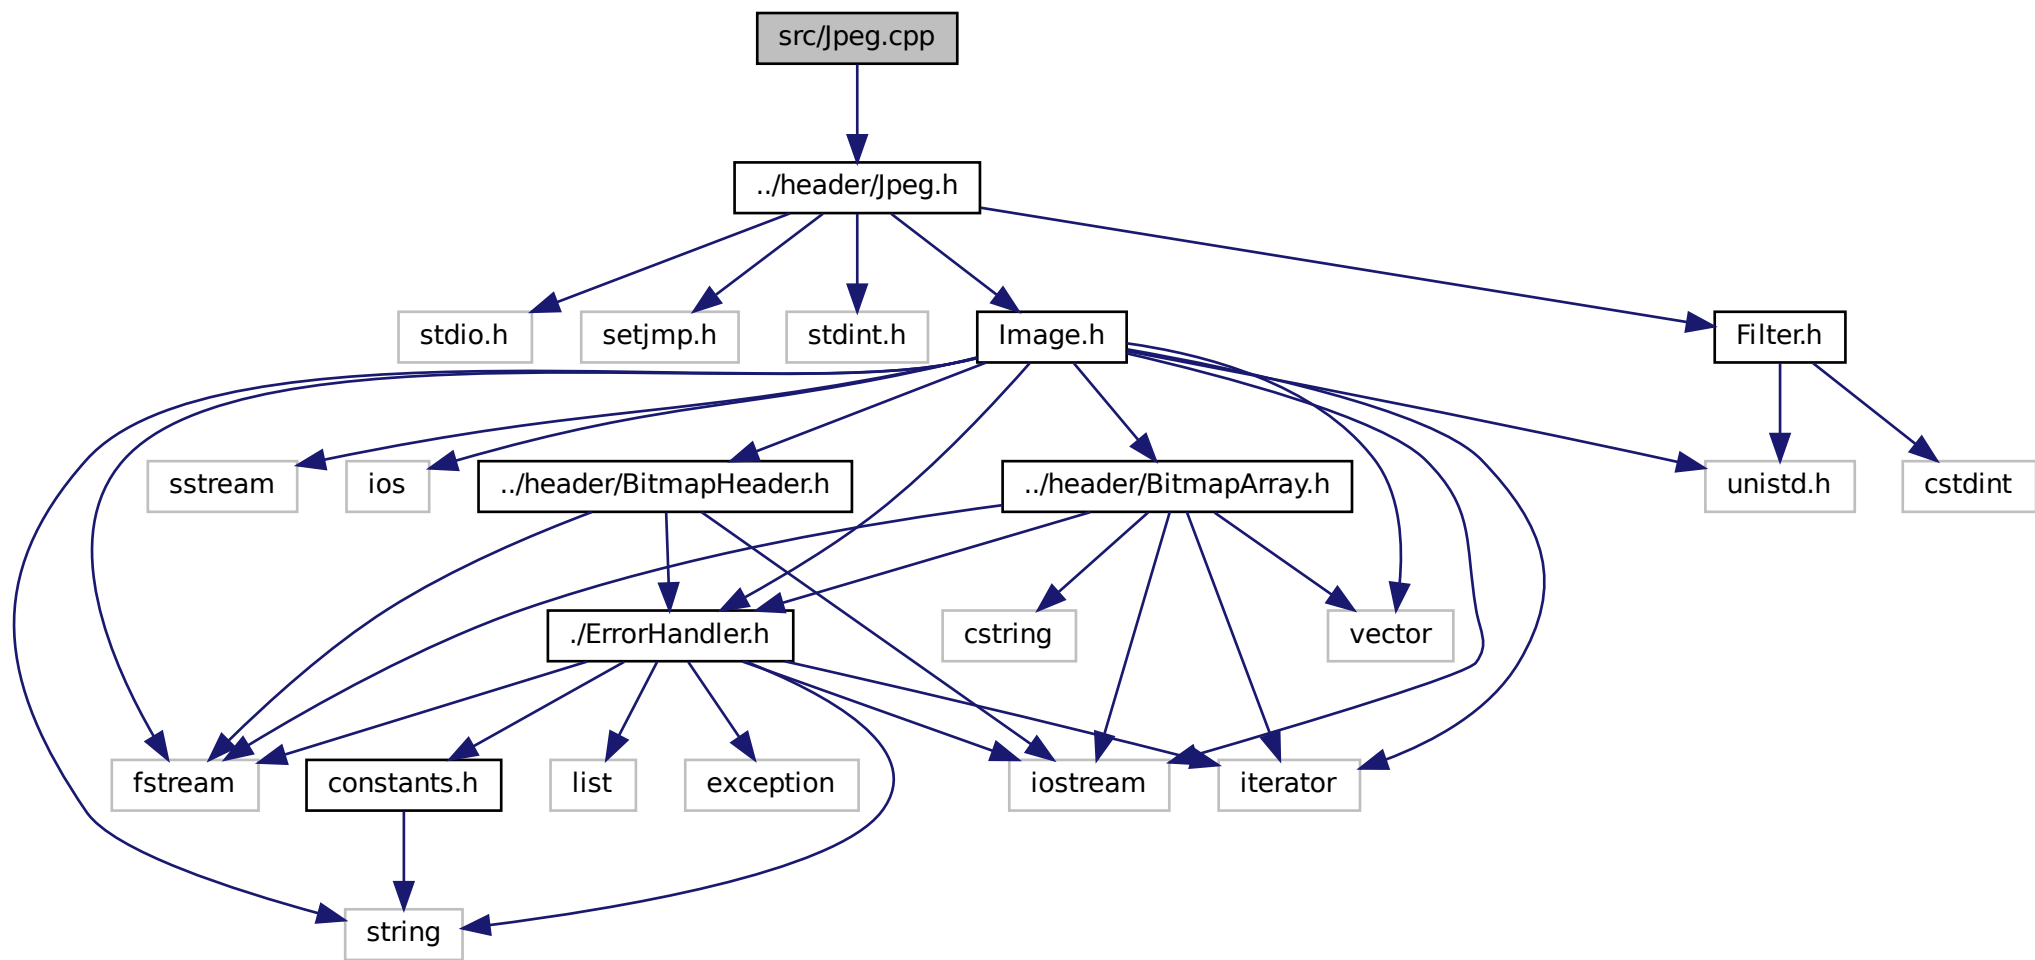 src/Jpeg.cpp
../header/Jpeg.h
stdio.h
setjmp.h
stdint.h
Image.h
Filter.h
sstream
ios
../header/BitmapHeader.h
../header/BitmapArray.h
unistd.h
cstdint
./ErrorHandler.h
cstring
vector
fstream
constants.h
list
exception
iostream
iterator
string